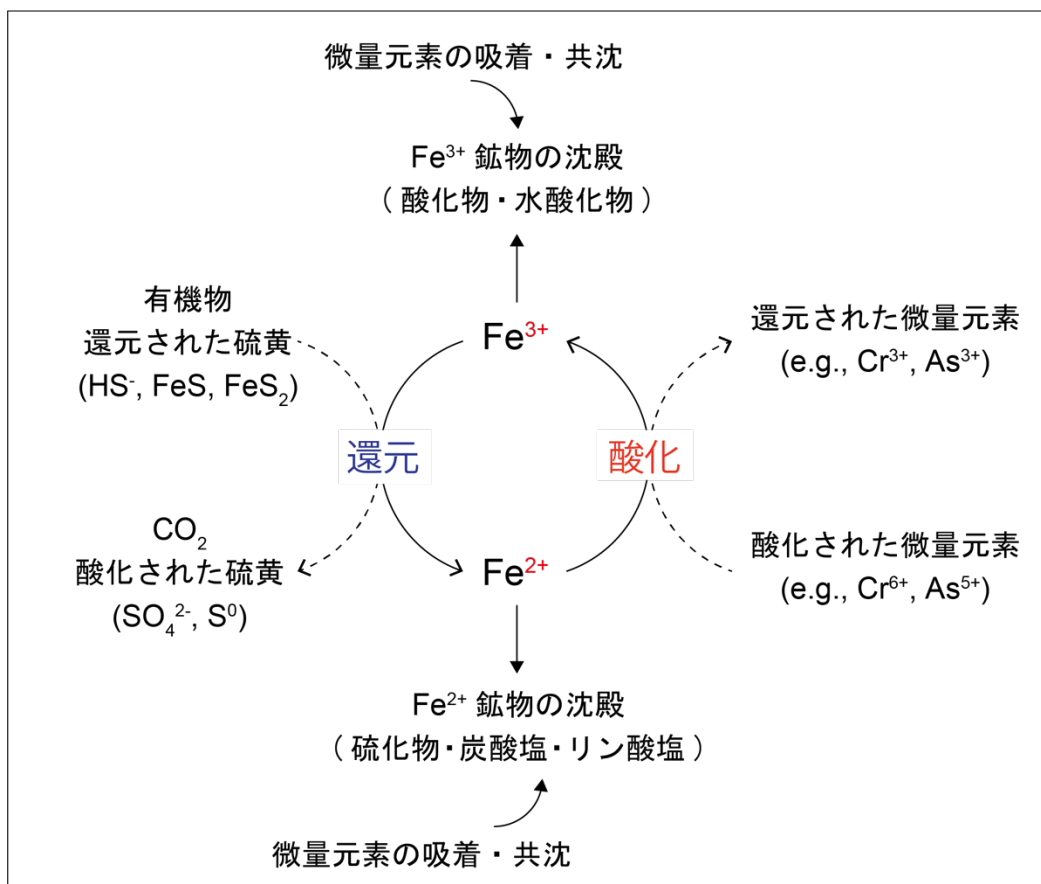 微量元素の吸着・共沈
Fe³⁺ 鉱物の沈殿
（酸化物・水酸化物）
有機物
還元された硫黄
(HS⁻, FeS, FeS₂)
Fe³⁺
還元された微量元素
(e.g., Cr³⁺, As³⁺)
還元
酸化
CO₂
酸化された硫黄
(SO₄²⁻, S⁰)
Fe²⁺
酸化された微量元素
(e.g., Cr⁶⁺, As⁵⁺)
Fe²⁺ 鉱物の沈殿
（硫化物・炭酸塩・リン酸塩）
微量元素の吸着・共沈